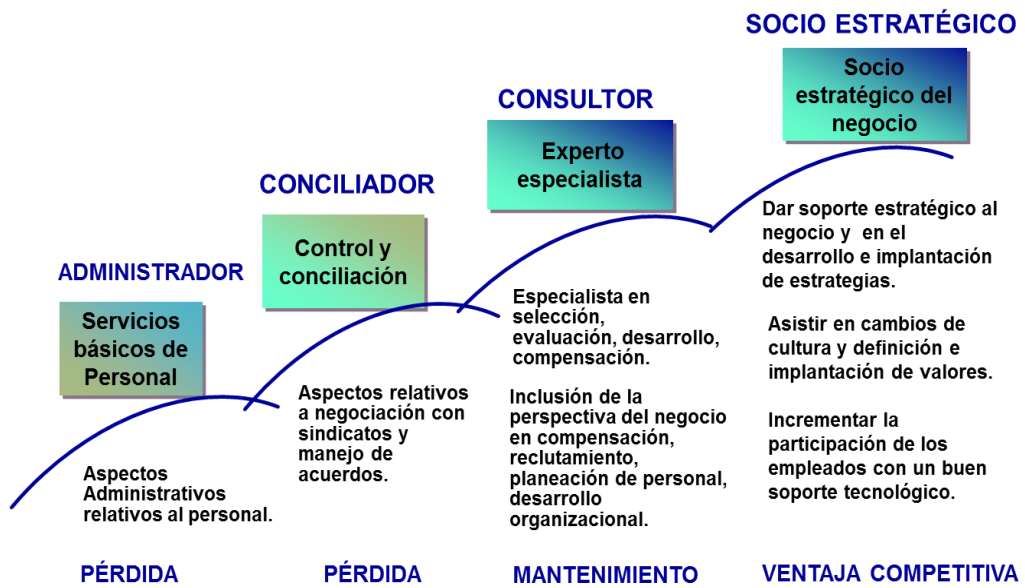 ADMINISTRADOR
Servicios
básicos de
Personal
Aspectos
Administrativos
relativos al personal.
PÉRDIDA
CONCILIADOR
Control y
conciliación
Aspectos relativos
a negociación con
sindicatos y
manejo de
acuerdos.
PÉRDIDA
CONSULTOR
Experto
especialista
Especialista en
selección,
evaluación, desarrollo,
compensación.
Inclusión de la
perspectiva del negocio
en compensación,
reclutamiento,
planeación de personal,
desarrollo
organizacional.
MANTENIMIENTO
SOCIO ESTRATÉGICO
Socio
estratégico del
negocio
Dar soporte estratégico al
negocio y en el
desarrollo e implantación
de estrategias.
Asistir en cambios de
cultura y definición e
implantación de valores.
Incrementar la
participación de los
empleados con un buen
soporte tecnológico.
VENTAJA COMPETITIVA